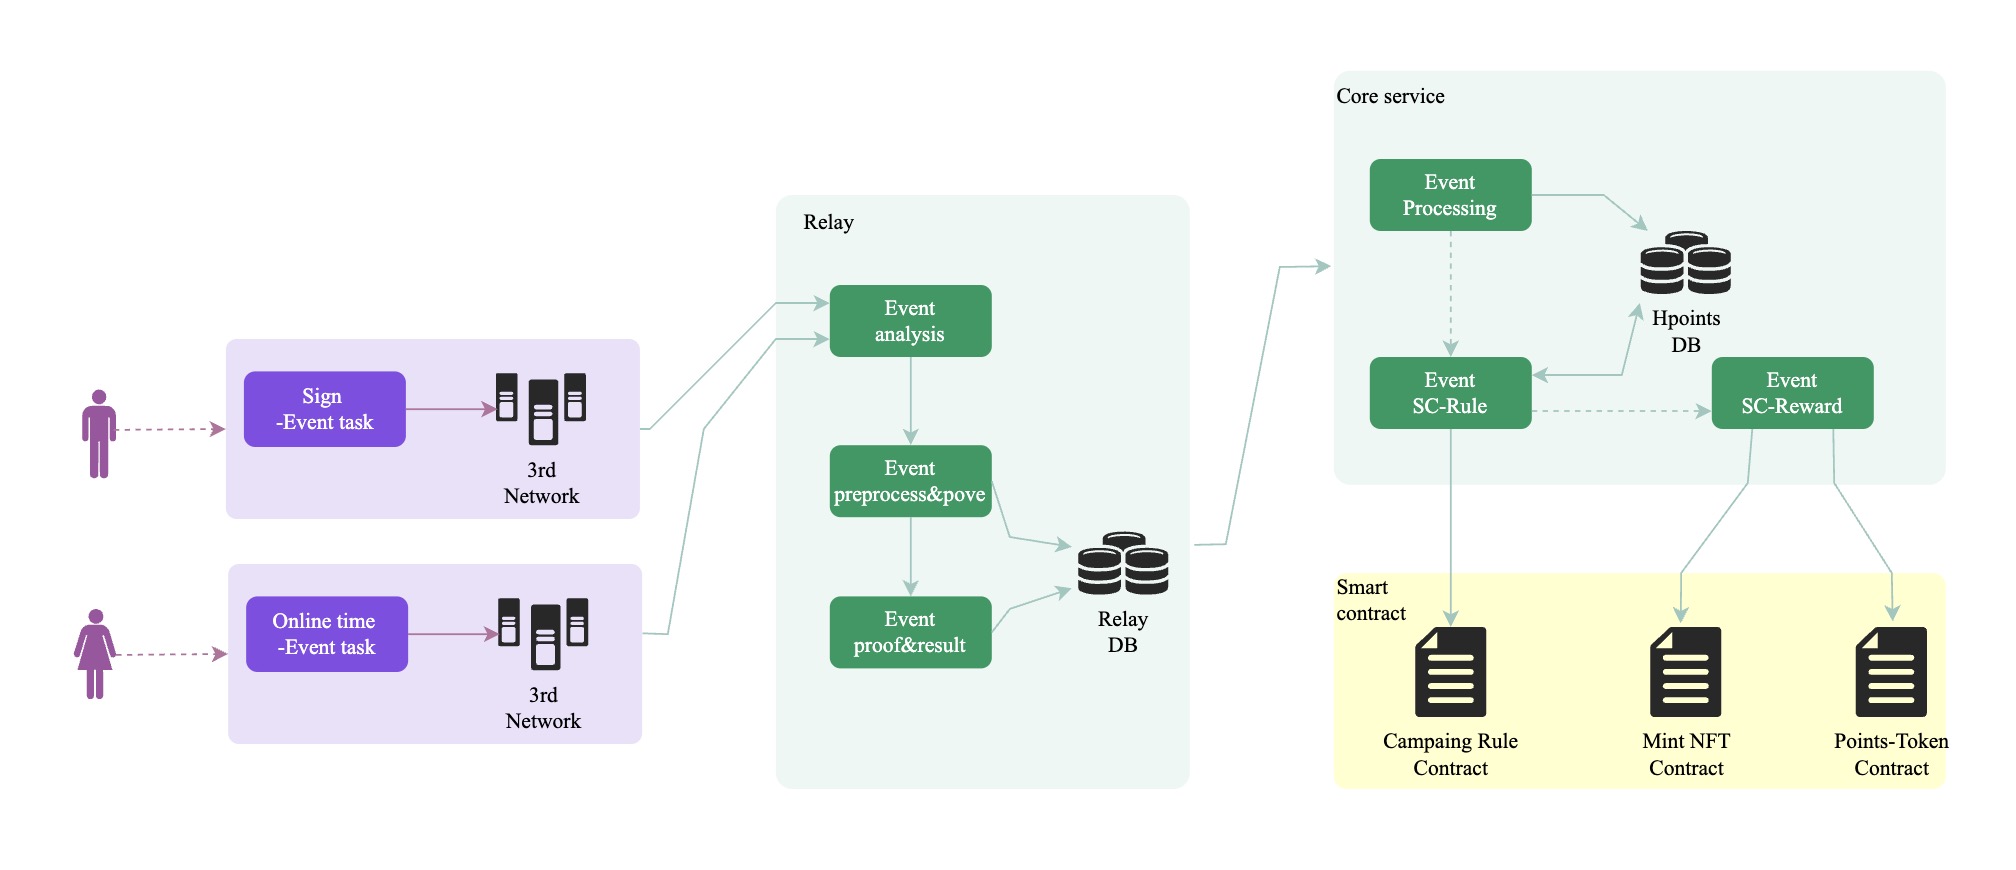 Sign
-Event task
3rd
Network
Online time
-Event task
3rd
Network
Relay
Event
analysis
Event
preprocess&pove
Event
proof&result
Relay
DB
Core service
Event
Processing
Hpoints
DB
Event
SC-Rule
Event
SC-Reward
Smart
contract
Campaing Rule
Contract
Mint NFT
Contract
Points-Token
Contract